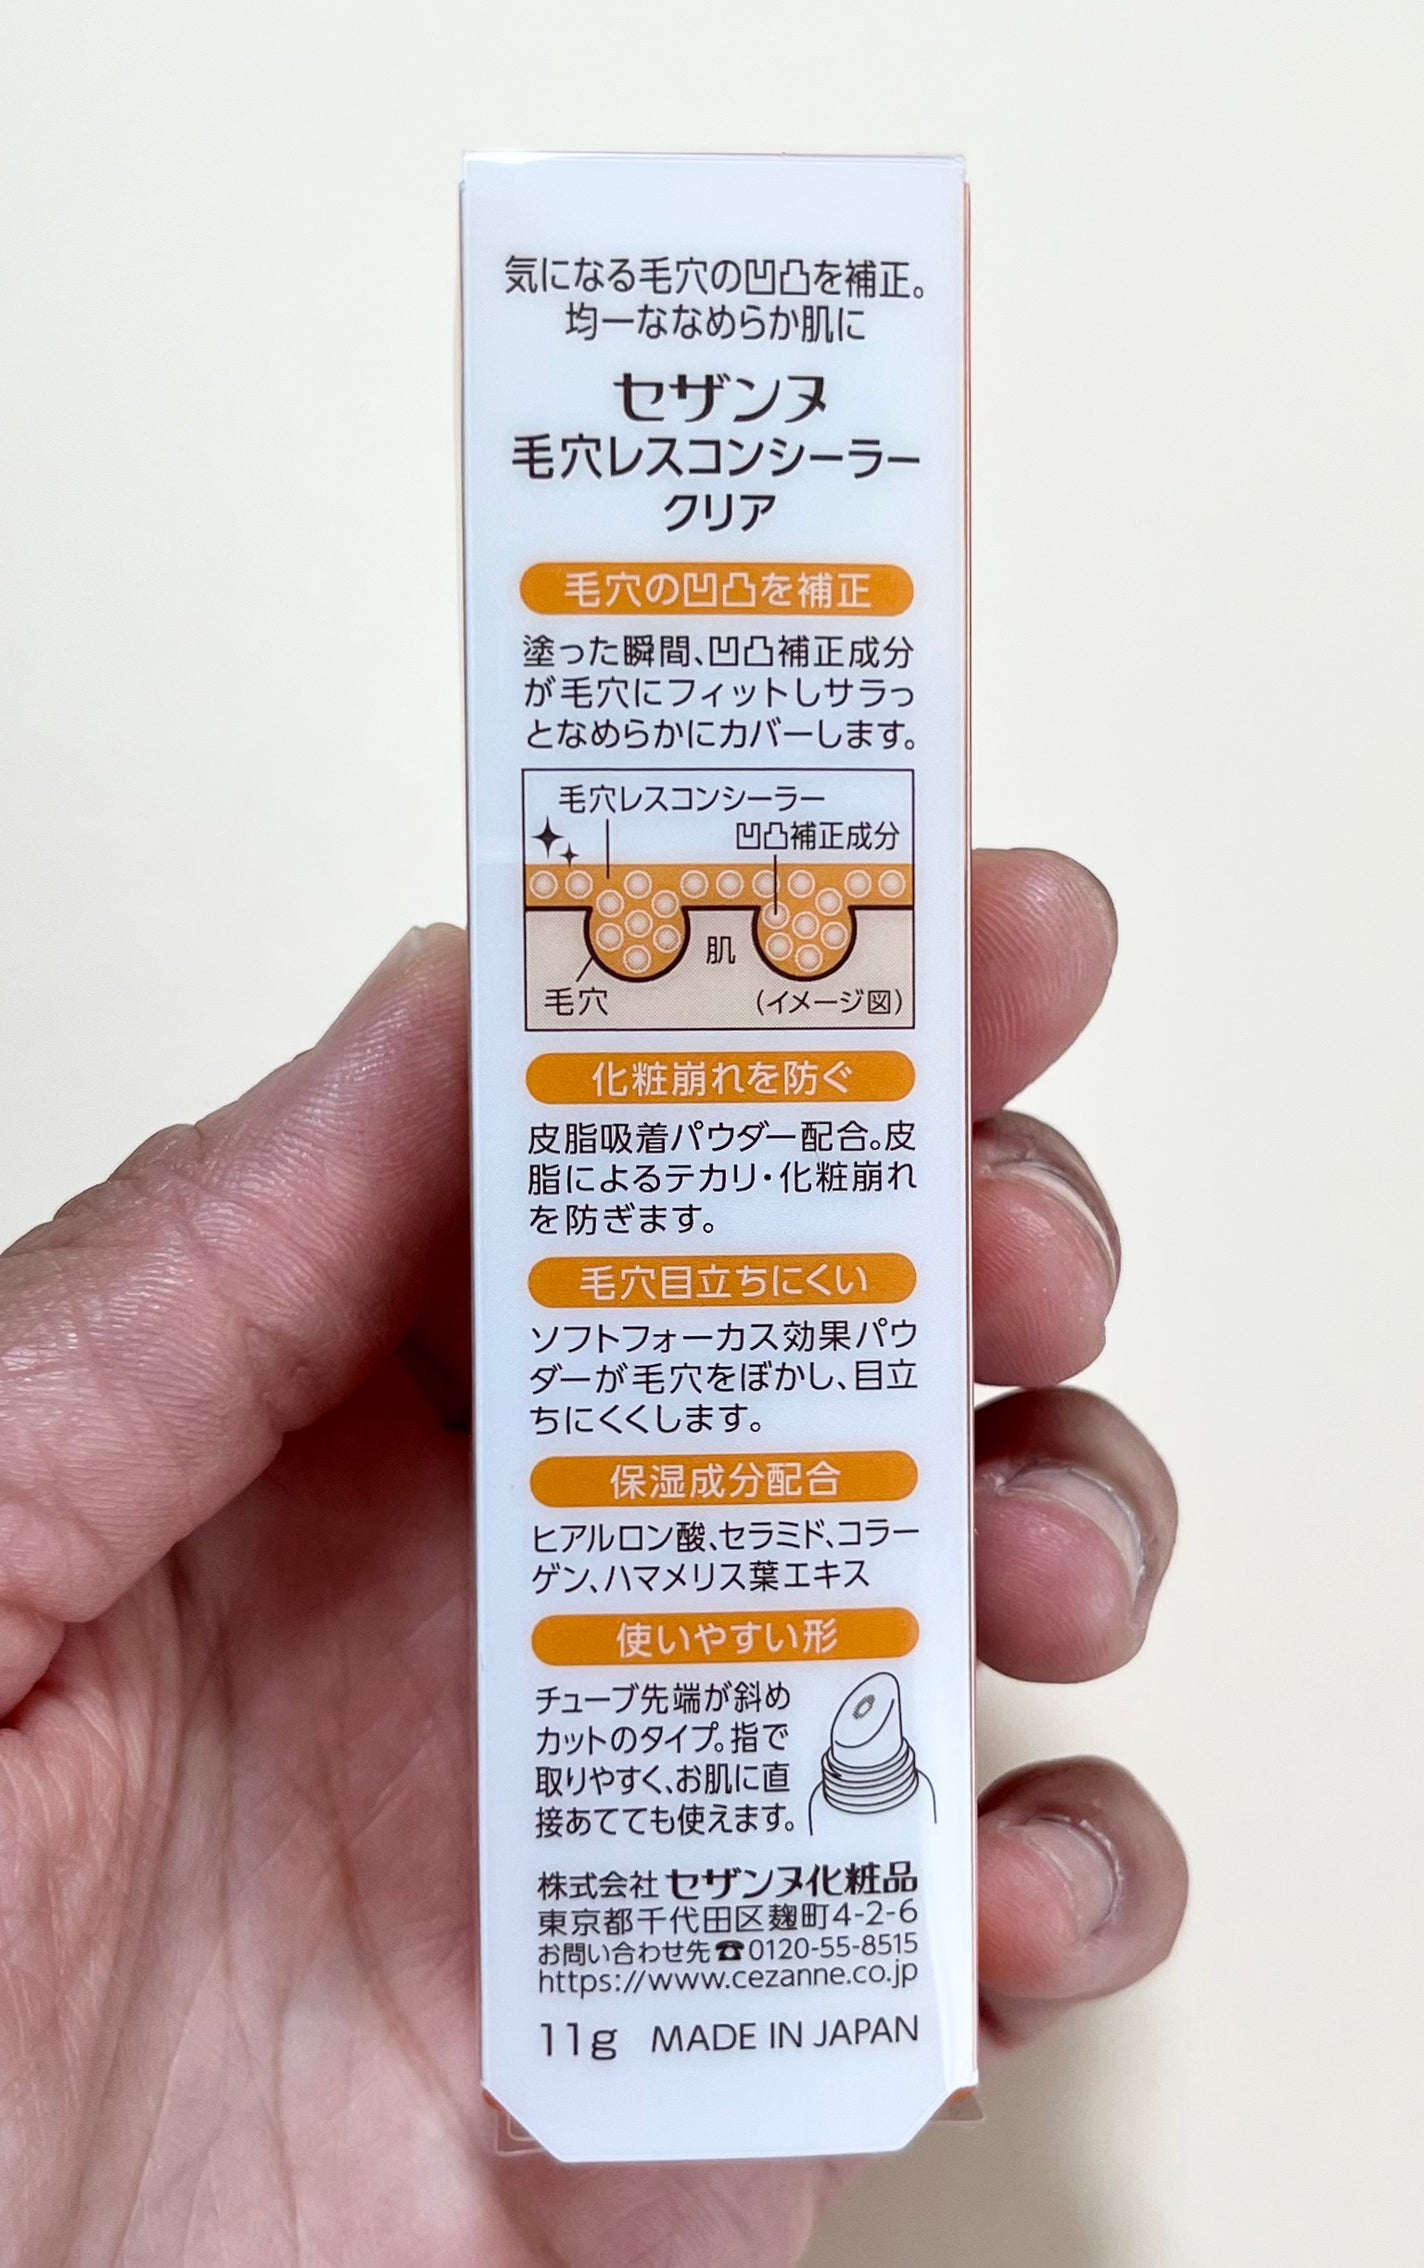 気になる毛穴の凹凸を補正。
均一ななめらか肌に
セザンヌ
毛穴レスコンシーラー
クリア
毛穴の凹凸を補正
塗った瞬間、凹凸補正成分
が毛穴にフィットしサラっ
となめらかにカバーします。
毛穴レスコンシーラー
凹凸補正成分
肌
毛穴
(イメージ図)
化粧崩れを防ぐ
皮脂吸着パウダー配合。皮
脂によるテカリ・化粧崩れ
を防ぎます。
毛穴目立ちにくい
ソフトフォーカス効果パウ
ダーが毛穴をぼかし、目立
ちにくくします。
保湿成分配合
ヒアルロン酸、セラミド、コラー
ゲン、ハマメリス葉エキス
使いやすい形
チューブ先端が斜め
カットのタイプ。指で
取りやすく、お肌に直
接あてても使えます。
株式会社 セザンヌ化粧品
東京都千代田区麹町4-2-6
お問い合わせ先☎0120-55-8515
https://www.cezanne.co.jp
11g MADE IN JAPAN